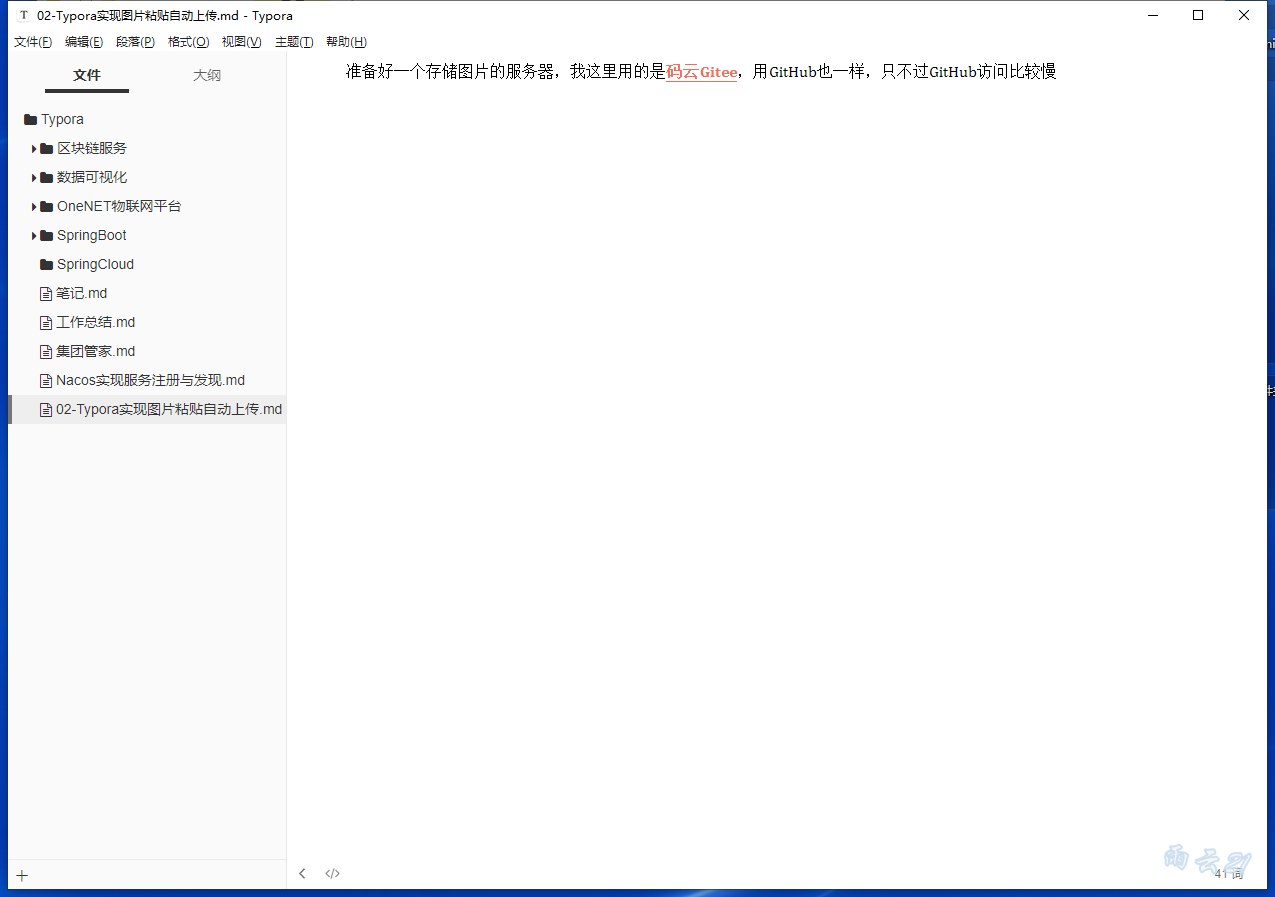 T 02-Typora实现图片粘贴自动上传.md - Typora
文件(F) 编辑(E) 段落(P) 格式(O) 视图(V) 主题(T) 帮助(H)
文件 大纲
准备好一个存储图片的服务器，我这里用的是码云Gitee，用GitHub也一样，只不过GitHub访问比较慢
Typora
区块链服务
数据可视化
OneNET物联网平台
SpringBoot
SpringCloud
笔记.md
工作总结.md
集团管家.md
Nacos实现服务注册与发现.md
02-Typora实现图片粘贴自动上传.md
雨云21
41 词